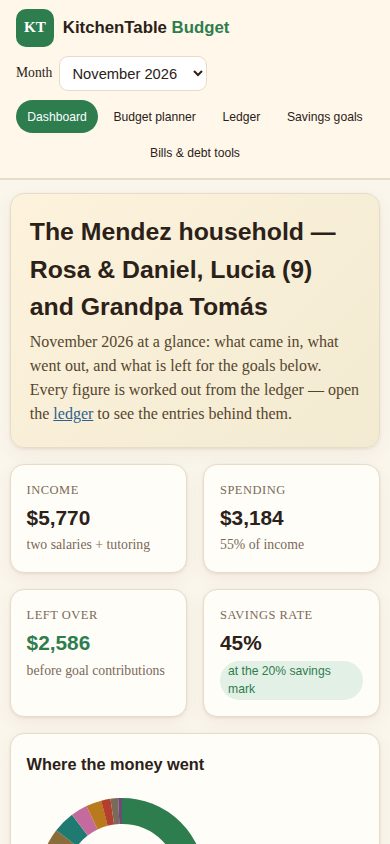 KT KitchenTable Budget
Month November 2026
Dashboard Budget planner Ledger Savings goals
Bills & debt tools
The Mendez household —
Rosa & Daniel, Lucia (9)
and Grandpa Tomás
November 2026 at a glance: what came in, what
went out, and what is left for the goals below.
Every figure is worked out from the ledger — open
the ledger to see the entries behind them.
INCOME
$5,770
two salaries + tutoring
SPENDING
$3,184
55% of income
LEFT OVER
$2,586
before goal contributions
SAVINGS RATE
45%
at the 20% savings
mark
Where the money went